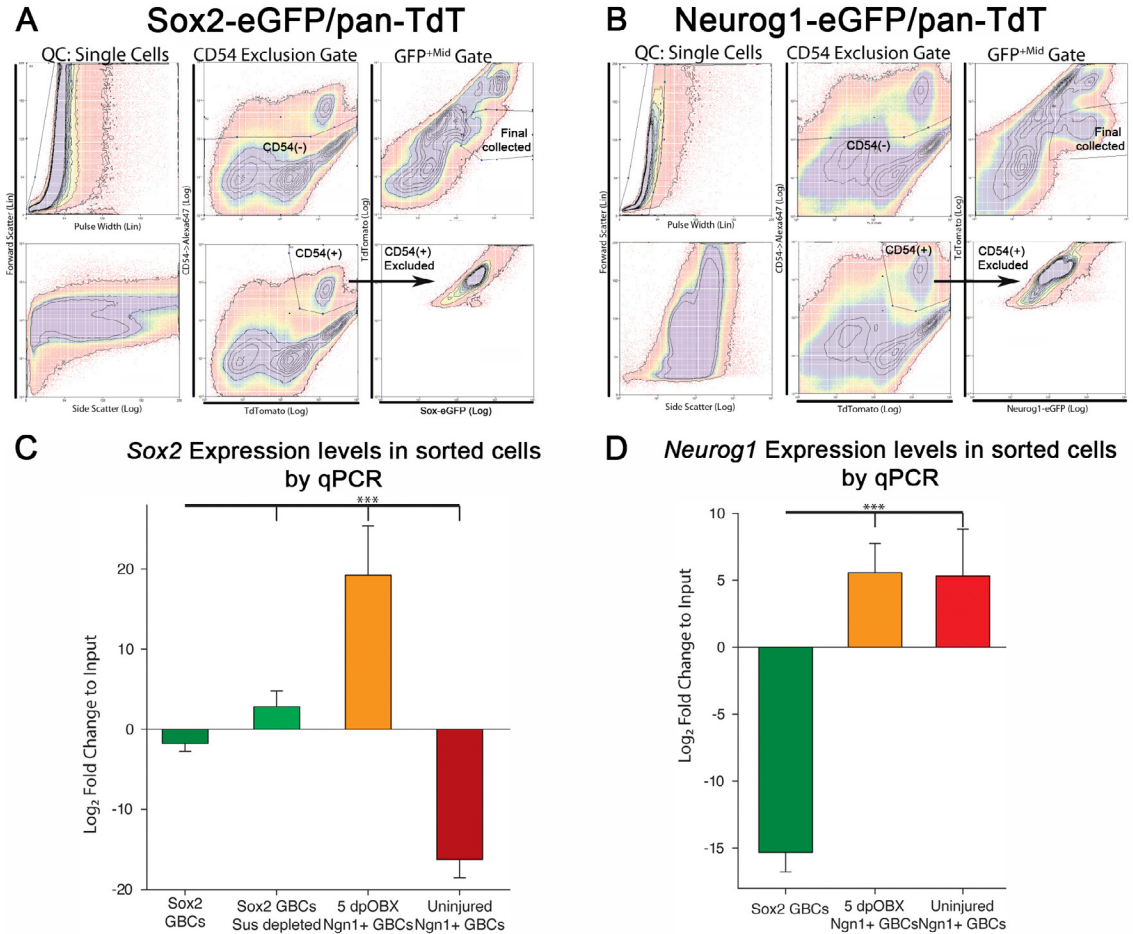 A
Sox2-eGFP/pan-TdT
QC: Single Cells
CD54 Exclusion Gate
GFP+Mid Gate
CD54(-)
Final
collected
Forward Scatter (Lin)
Pulse Width (Lin)
CD54->Alexa647 (Log)
TdTomato (Log)
CD54(+)
CD54(+)
Excluded
Side Scatter (Log)
TdTomato (Log)
Sox-eGFP (Log)
B
Neurog1-eGFP/pan-TdT
QC: Single Cells
CD54 Exclusion Gate
GFP+Mid Gate
CD54(-)
Final
collected
Forward Scatter (Lin)
Pulse Width (Lin)
CD54->Alexa647 (Log)
TdTomato (Log)
CD54(+)
CD54(+)
Excluded
Side Scatter (Log)
TdTomato (Log)
Neurog1-eGFP (Log)
C
Sox2 Expression levels in sorted cells
by qPCR
***
Log2 Fold Change to Input
20
10
0
-10
-20
Sox2
GBCs
Sox2 GBCs
Sus depleted
5 dpOBX
Ngn1+ GBCs
Uninjured
Ngn1+ GBCs
D
Neurog1 Expression levels in sorted cells
by qPCR
***
Log2 Fold Change to Input
10
5
0
-5
-10
-15
Sox2 GBCs
5 dpOBX
Ngn1+ GBCs
Uninjured
Ngn1+ GBCs